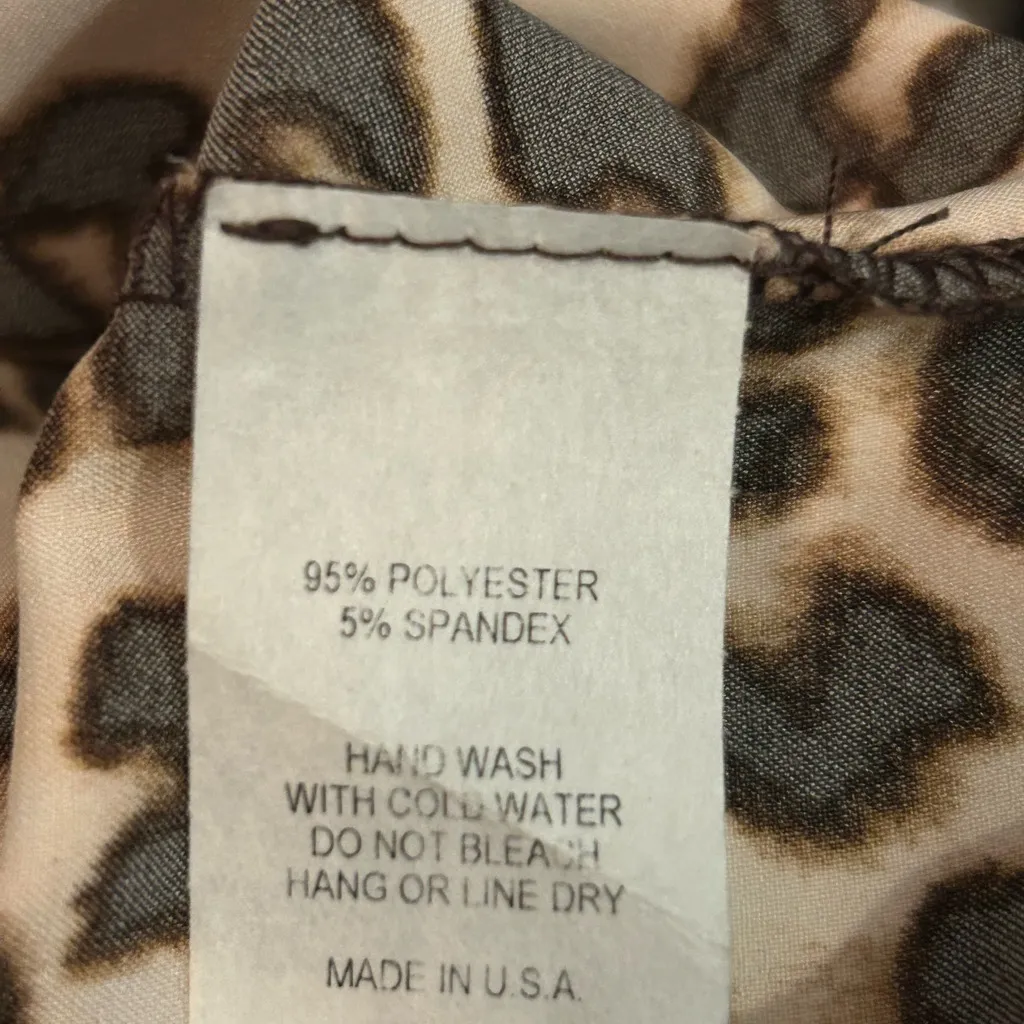 95% POLYESTER
5% SPANDEX
HAND WASH
WITH COLD WATER
DO NOT BLEACH
HANG OR LINE DRY
MADE IN U.S.A.